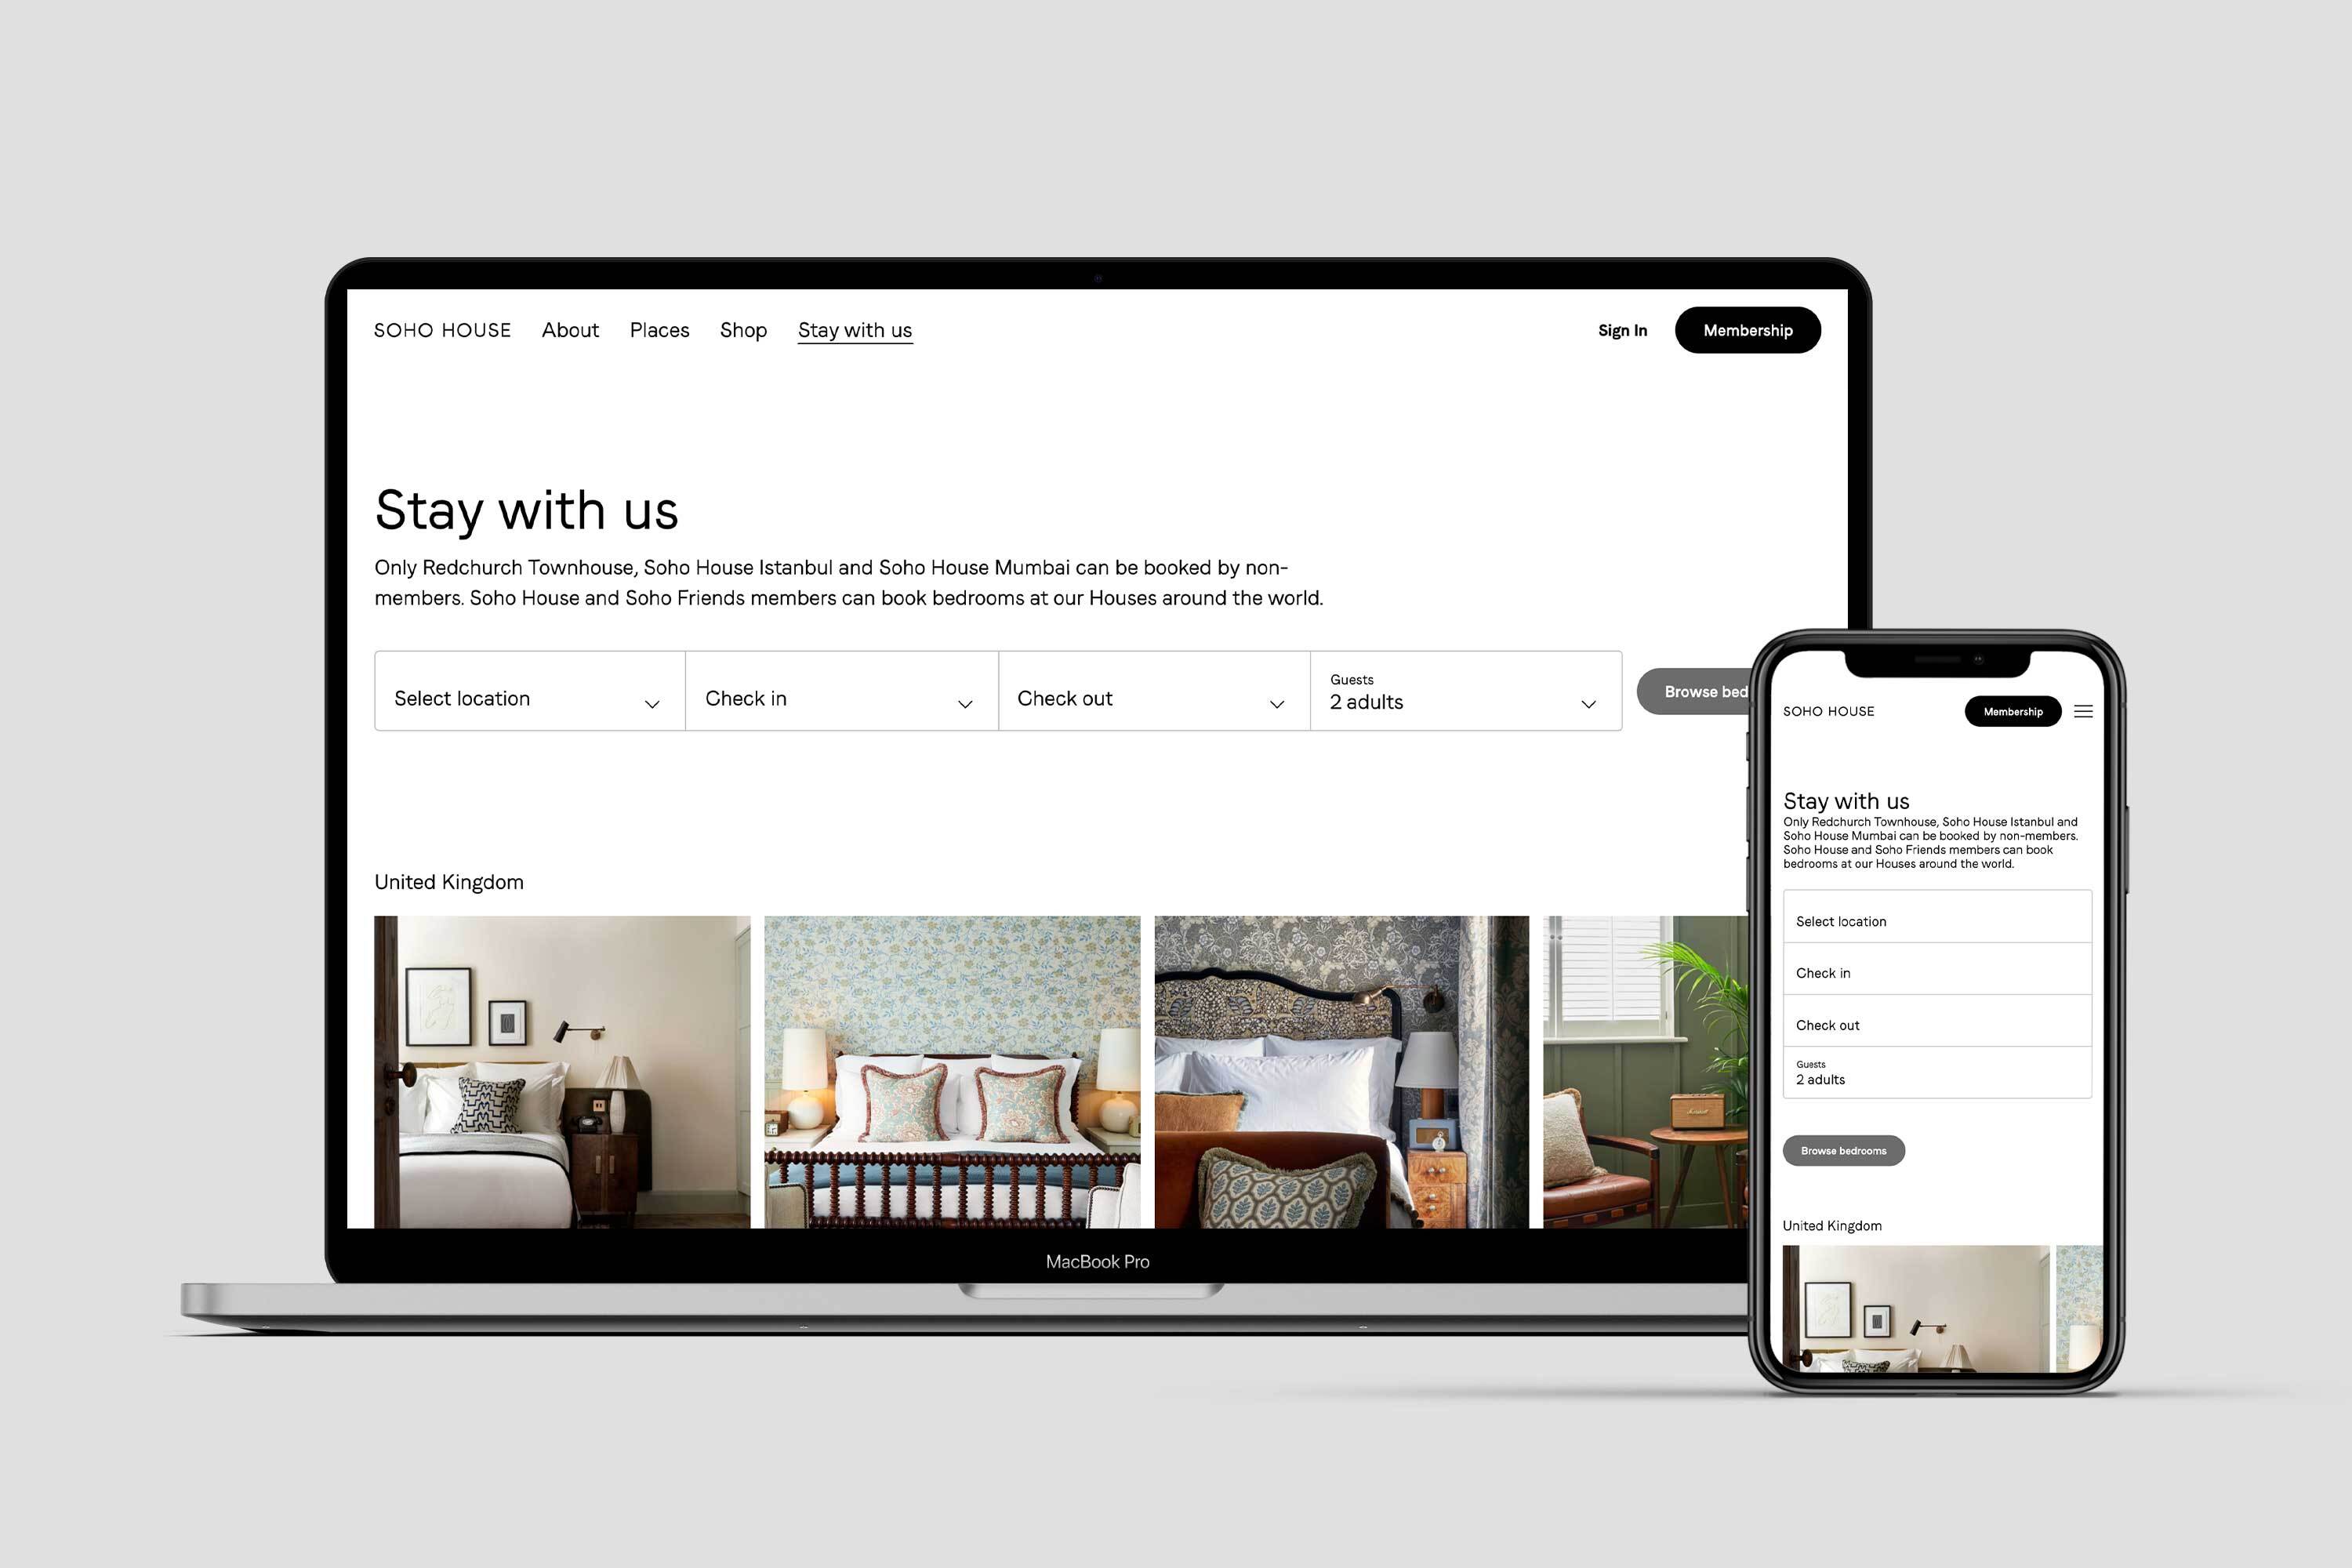 SOHO HOUSE About Places Shop Stay with us Sign In Membership
Stay with us
Only Redchurch Townhouse, Soho House Istanbul and Soho House Mumbai can be booked by non-
members. Soho House and Soho Friends members can book bedrooms at our Houses around the world.
Select location Check in Check out Guests
2 adults
Browse bed
United Kingdom
MacBook Pro
SOHO HOUSE Membership
Stay with us
Only Redchurch Townhouse, Soho House Istanbul and
Soho House Mumbai can be booked by non-members.
Soho House and Soho Friends members can book
bedrooms at our Houses around the world.
Select location
Check in
Check out
Guests
2 adults
Browse bedrooms
United Kingdom